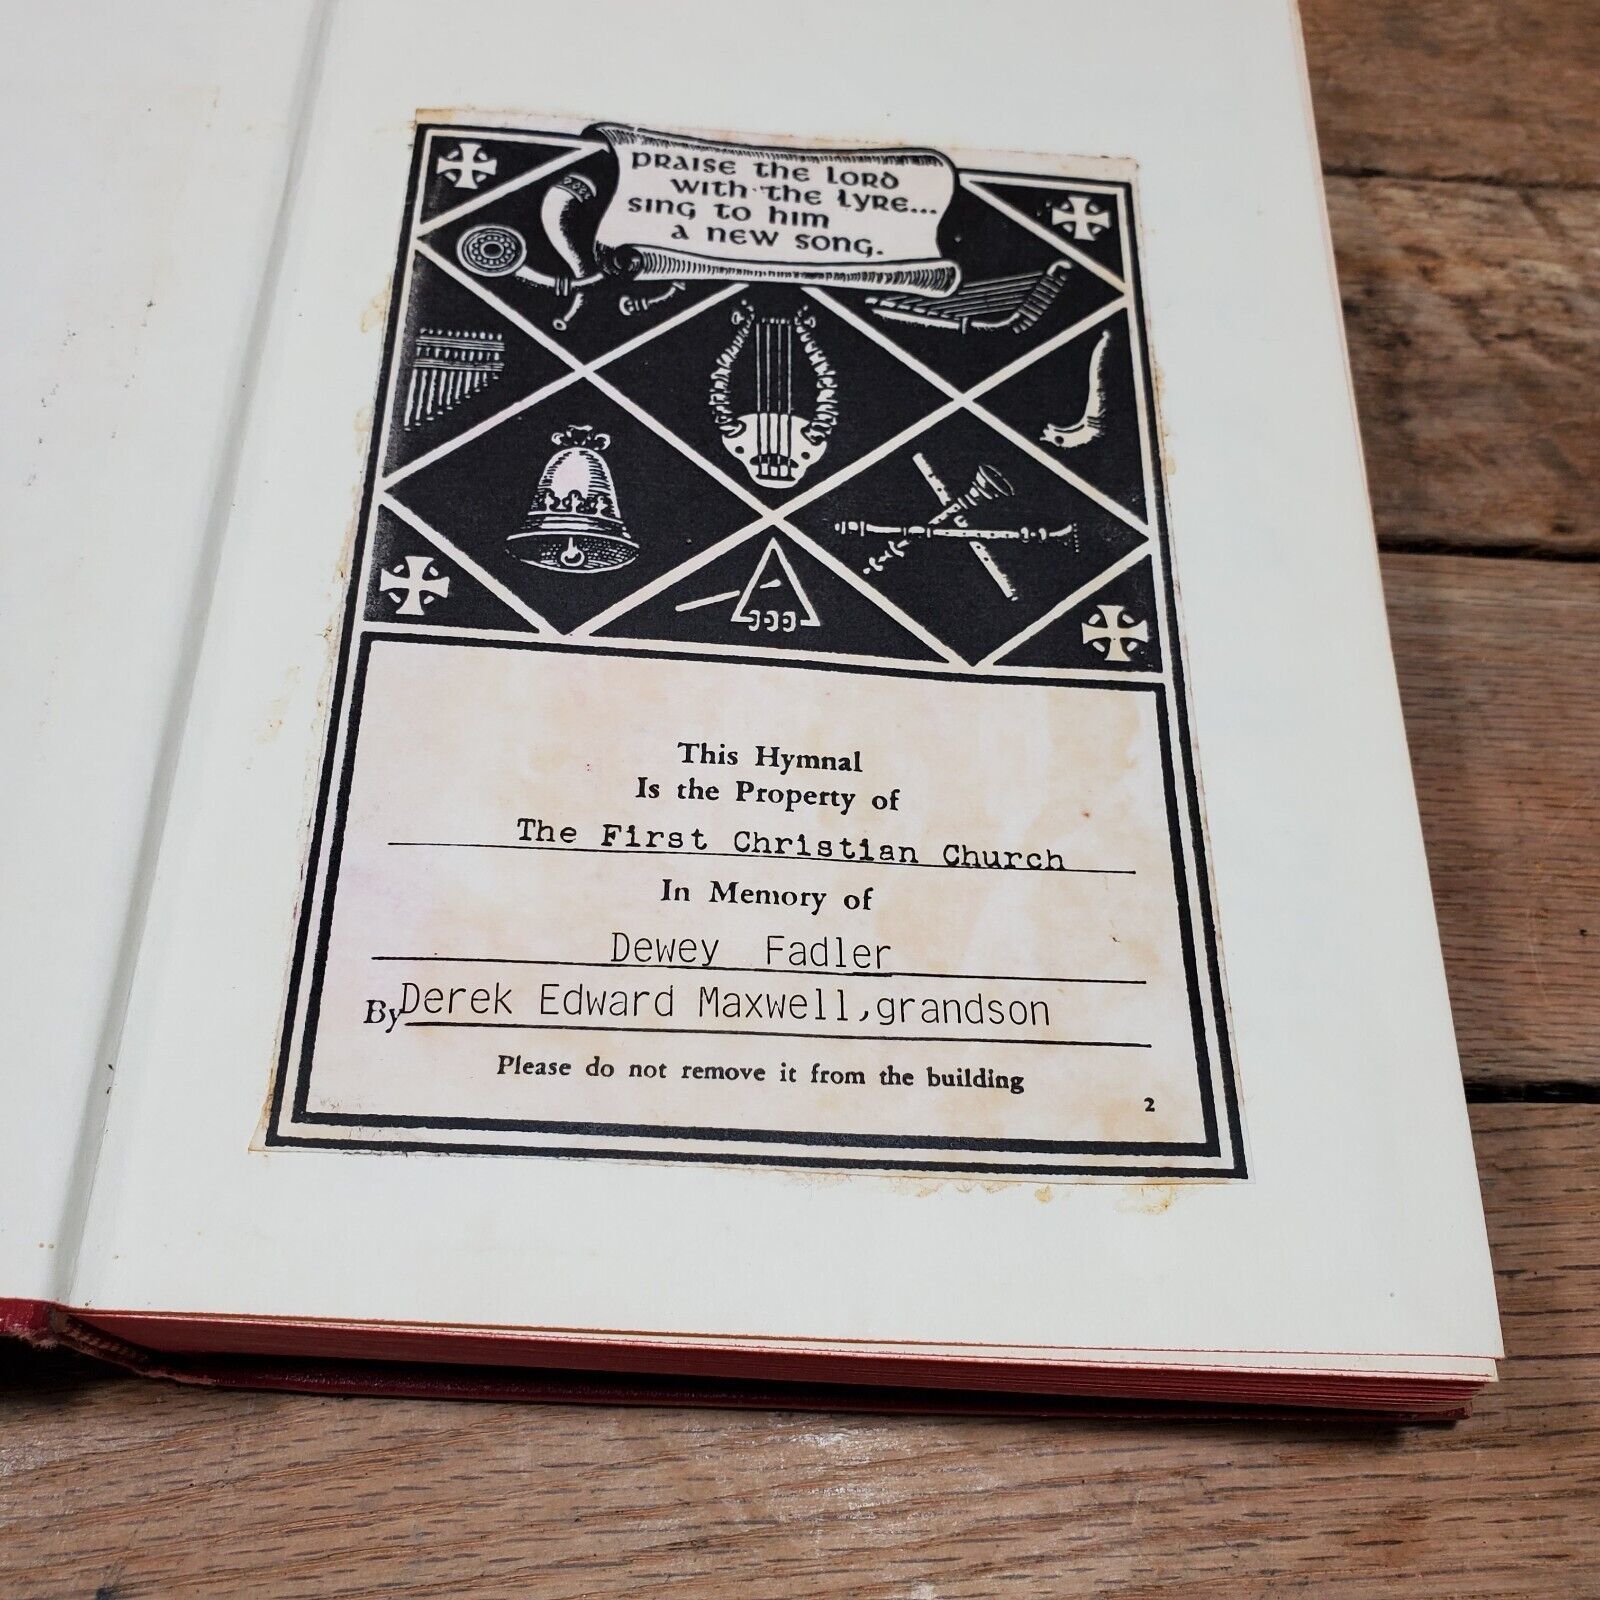 PRAISE the LORD
with the LYRE...
sing to him
a new song.
This Hymnal
Is the Property of
The First Christian Church
In Memory of
Dewey Fadler
By Derek Edward Maxwell, grandson
Please do not remove it from the building
2